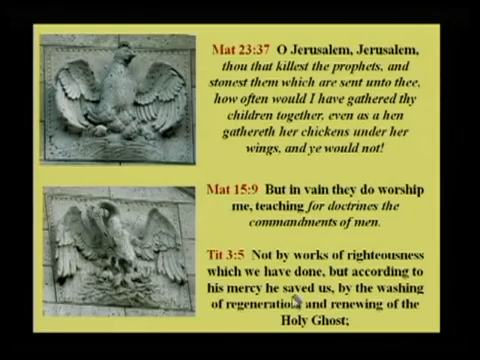 Mat 23:37 O Jerusalem, Jerusalem,
thou that killest the prophets, and
stonest them which are sent unto thee,
how often would I have gathered thy
children together, even as a hen
gathereth her chickens under her
wings, and ye would not!
Mat 15:9 But in vain they do worship
me, teaching for doctrines the
commandments of men.
Tit 3:5 Not by works of righteousness
which we have done, but according to
his mercy he saved us, by the washing
of regeneration, and renewing of the
Holy Ghost;